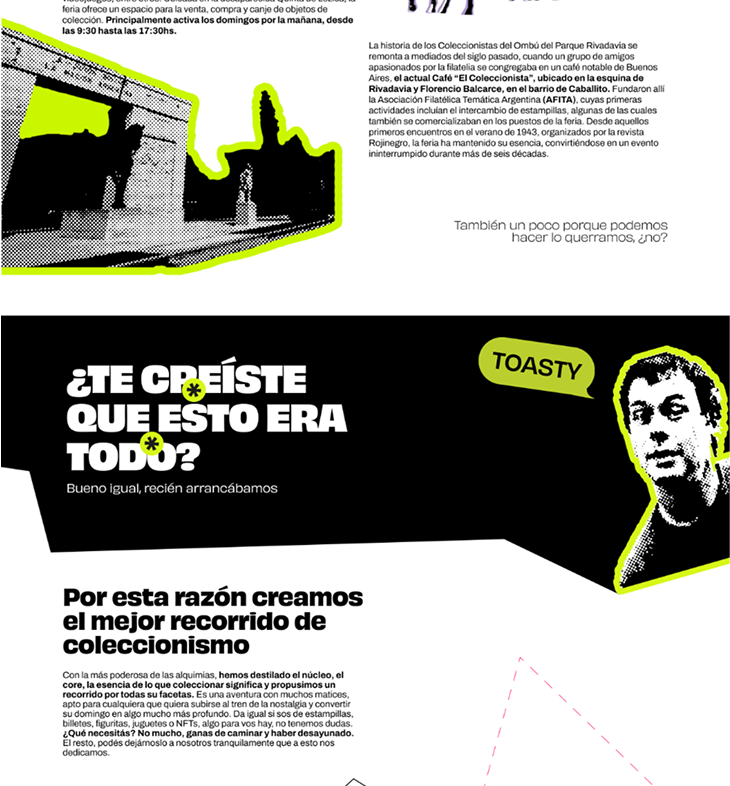 feria ofrece un espacio para la venta, compra y canje de objetos de
colección. Principalmente activa los domingos por la mañana, desde
las 9:30 hasta las 17:30hs.
La historia de los Coleccionistas del Ombú del Parque Rivadavia se
remonta a mediados del siglo pasado, cuando un grupo de amigos
apasionados por la filatelia se congregaba en un café notable de Buenos
Aires, el actual Café “El Coleccionista”, ubicado en la esquina de
Rivadavia y Florencio Balcarce, en el barrio de Caballito. Fundaron allí
la Asociación Filatélica Temática Argentina (AFITA), cuyas primeras
actividades incluían el intercambio de estampillas, algunas de las cuales
también se comercializaban en los puestos de la feria. Desde aquellos
primeros encuentros en el verano de 1943, organizados por la revista
Rojinegro, la feria ha mantenido su esencia, convirtiéndose en un evento
ininterrumpido durante más de seis décadas.
También un poco porque podemos
hacer lo querramos, ¿no?
¿TE CREÍSTE
QUE ESTO ERA
TODO?
Bueno igual, recién arrancábamos
TOASTY
Por esta razón creamos
el mejor recorrido de
coleccionismo
Con la más poderosa de las alquimias, hemos destilado el núcleo, el
core, la esencia de lo que coleccionar significa y propusimos un
recorrido por todas su facetas. Es una aventura con muchos matices,
apto para cualquiera que quiera subirse al tren de la nostalgia y convertir
su domingo en algo mucho más profundo. Da igual si sos de estampillas,
billetes, figuritas, juguetes o NFTs, algo para vos hay, no tenemos dudas.
¿Qué necesitás? No mucho, ganas de caminar y haber desayunado.
El resto, podés dejárnoslo a nosotros tranquilamente que a esto nos
dedicamos.